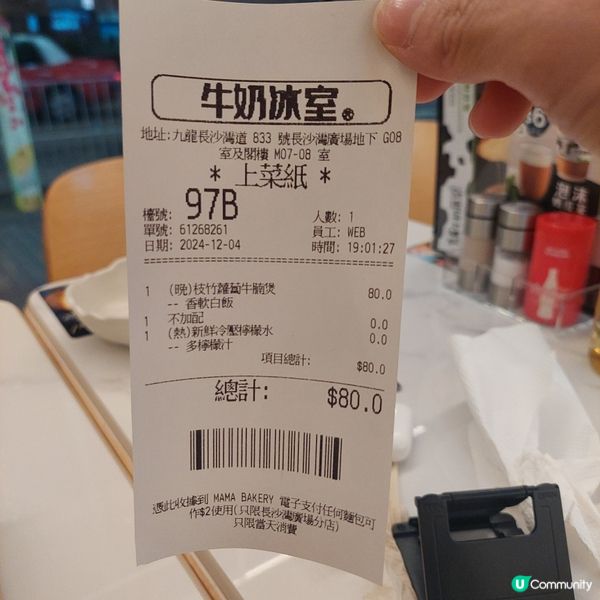 牛奶冰室。
地址:九龍長沙灣道 833 號長沙灣廣場地下 G08
室及閣樓 M07-08 室
* 上菜紙 *
檯號: 97B 人數: 1
單號: 61268261 員工: WEB
日期: 2024-12-04 時間: 19:01:27
1 (晚)枝竹蘿蔔牛腩煲 80.0
-- 香軟白飯
1 不加配 0.0
1 (熱)新鮮冷壓檸檬水 0.0
-- 多檸檬汁
項目總計: $80.0
總計: $80.0
憑此收據到 MAMA BAKERY 電子支付任何麵包可
作$2使用(只限長沙灣廣場分店)
只限當天消費
U Community